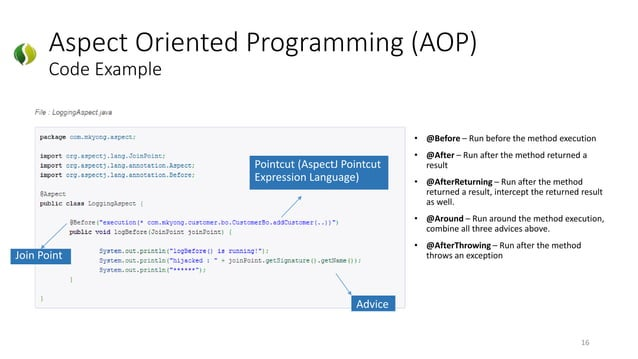 Aspect Oriented Programming (AOP)
Code Example
File : LoggingAspect.java
package com.mkyong.aspect;
import org.aspectj.lang.JoinPoint;
import org.aspectj.lang.annotation.Aspect;
import org.aspectj.lang.annotation.Before;
@Aspect
public class LoggingAspect {
@Before("execution(* com.mkyong.customer.bo.CustomerBo.addCustomer(..))")
public void logBefore(JoinPoint joinPoint) {
System.out.println("logBefore() is running!");
System.out.println("hijacked : " + joinPoint.getSignature().getName());
System.out.println("******");
}
}
Pointcut (AspectJ Pointcut
Expression Language)
Join Point
Advice
• @Before – Run before the method execution
• @After – Run after the method returned a
result
• @AfterReturning – Run after the method
returned a result, intercept the returned result
as well.
• @Around – Run around the method execution,
combine all three advices above.
• @AfterThrowing – Run after the method
throws an exception
16